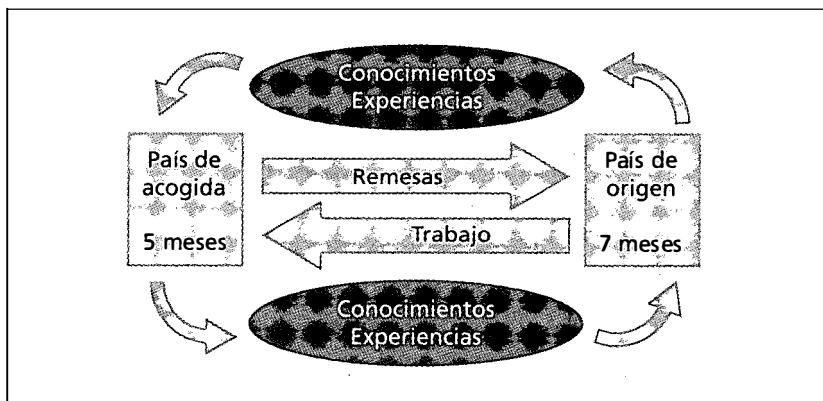 Conocimientos
Experiencias
País de
acogida
5 meses
Remesas
Trabajo
País de
origen
7 meses
Conocimientos
Experiencias